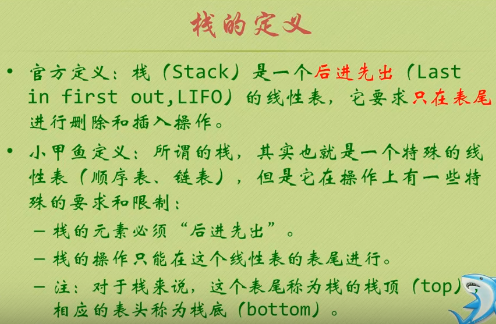 栈的定义
• 官方定义：栈（Stack）是一个后进先出（Last
in first out,LIFO）的线性表，它要求只在表尾
进行删除和插入操作。
• 小甲鱼定义：所谓的栈，其实也就是一个特殊的线
性表（顺序表、链表），但是它在操作上有一些特
殊的要求和限制：
– 栈的元素必须“后进先出”。
– 栈的操作只能在这个线性表的表尾进行。
– 注：对于栈来说，这个表尾称为栈的栈顶（top），
相应的表头称为栈底（bottom）。